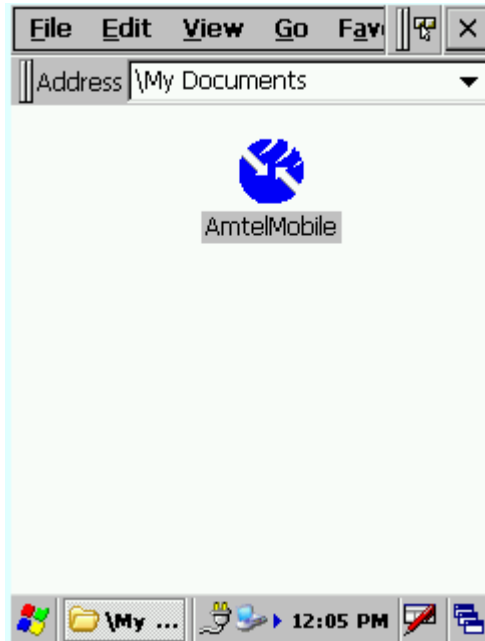 File Edit View Go Fav
Address \My Documents
AmtelMobile
\My ... 12:05 PM